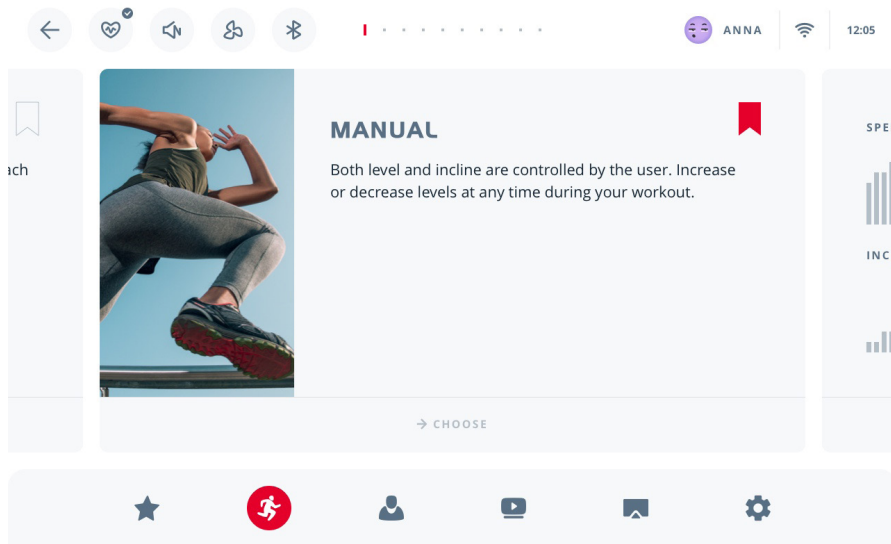 ANNA
12:05
ach
MANUAL
Both level and incline are controlled by the user. Increase
or decrease levels at any time during your workout.
SPE
INC
CHOOSE